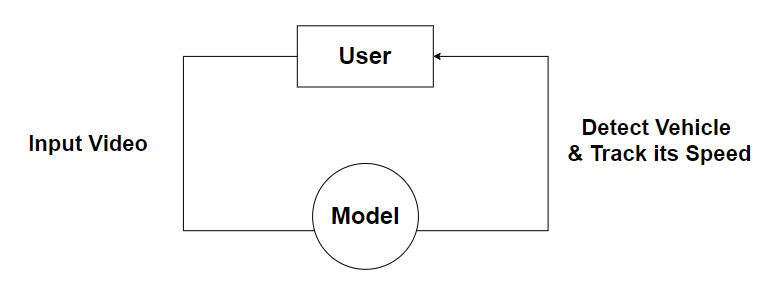 User
Input Video
Detect Vehicle
& Track its Speed
Model